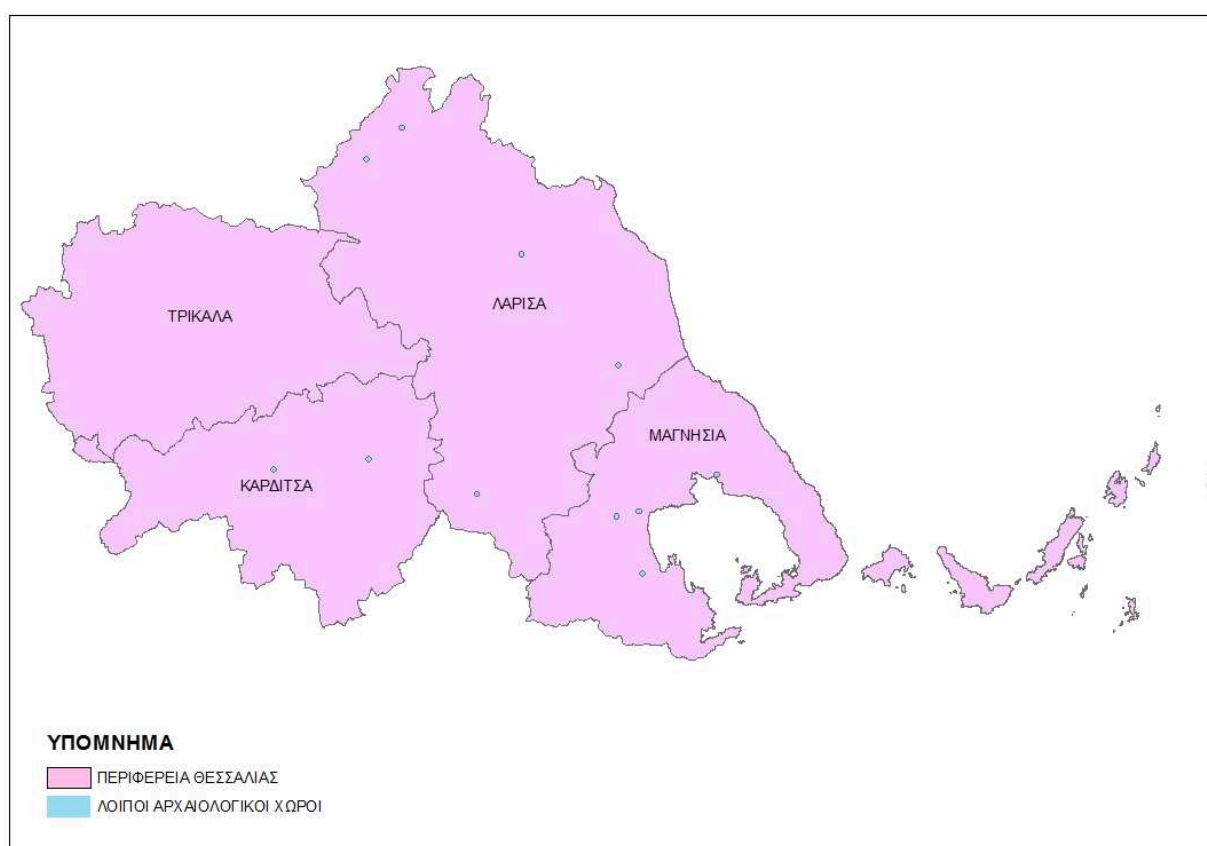 ΤΡΙΚΑΛΑ
ΛΑΡΙΣΑ
ΜΑΓΝΗΣΙΑ
ΚΑΡΔΙΤΣΑ
ΥΠΟΜΝΗΜΑ
ΠΕΡΙΦΕΡΕΙΑ ΘΕΣΣΑΛΙΑΣ
ΛΟΙΠΟΙ ΑΡΧΑΙΟΛΟΓΙΚΟΙ ΧΩΡΟΙ